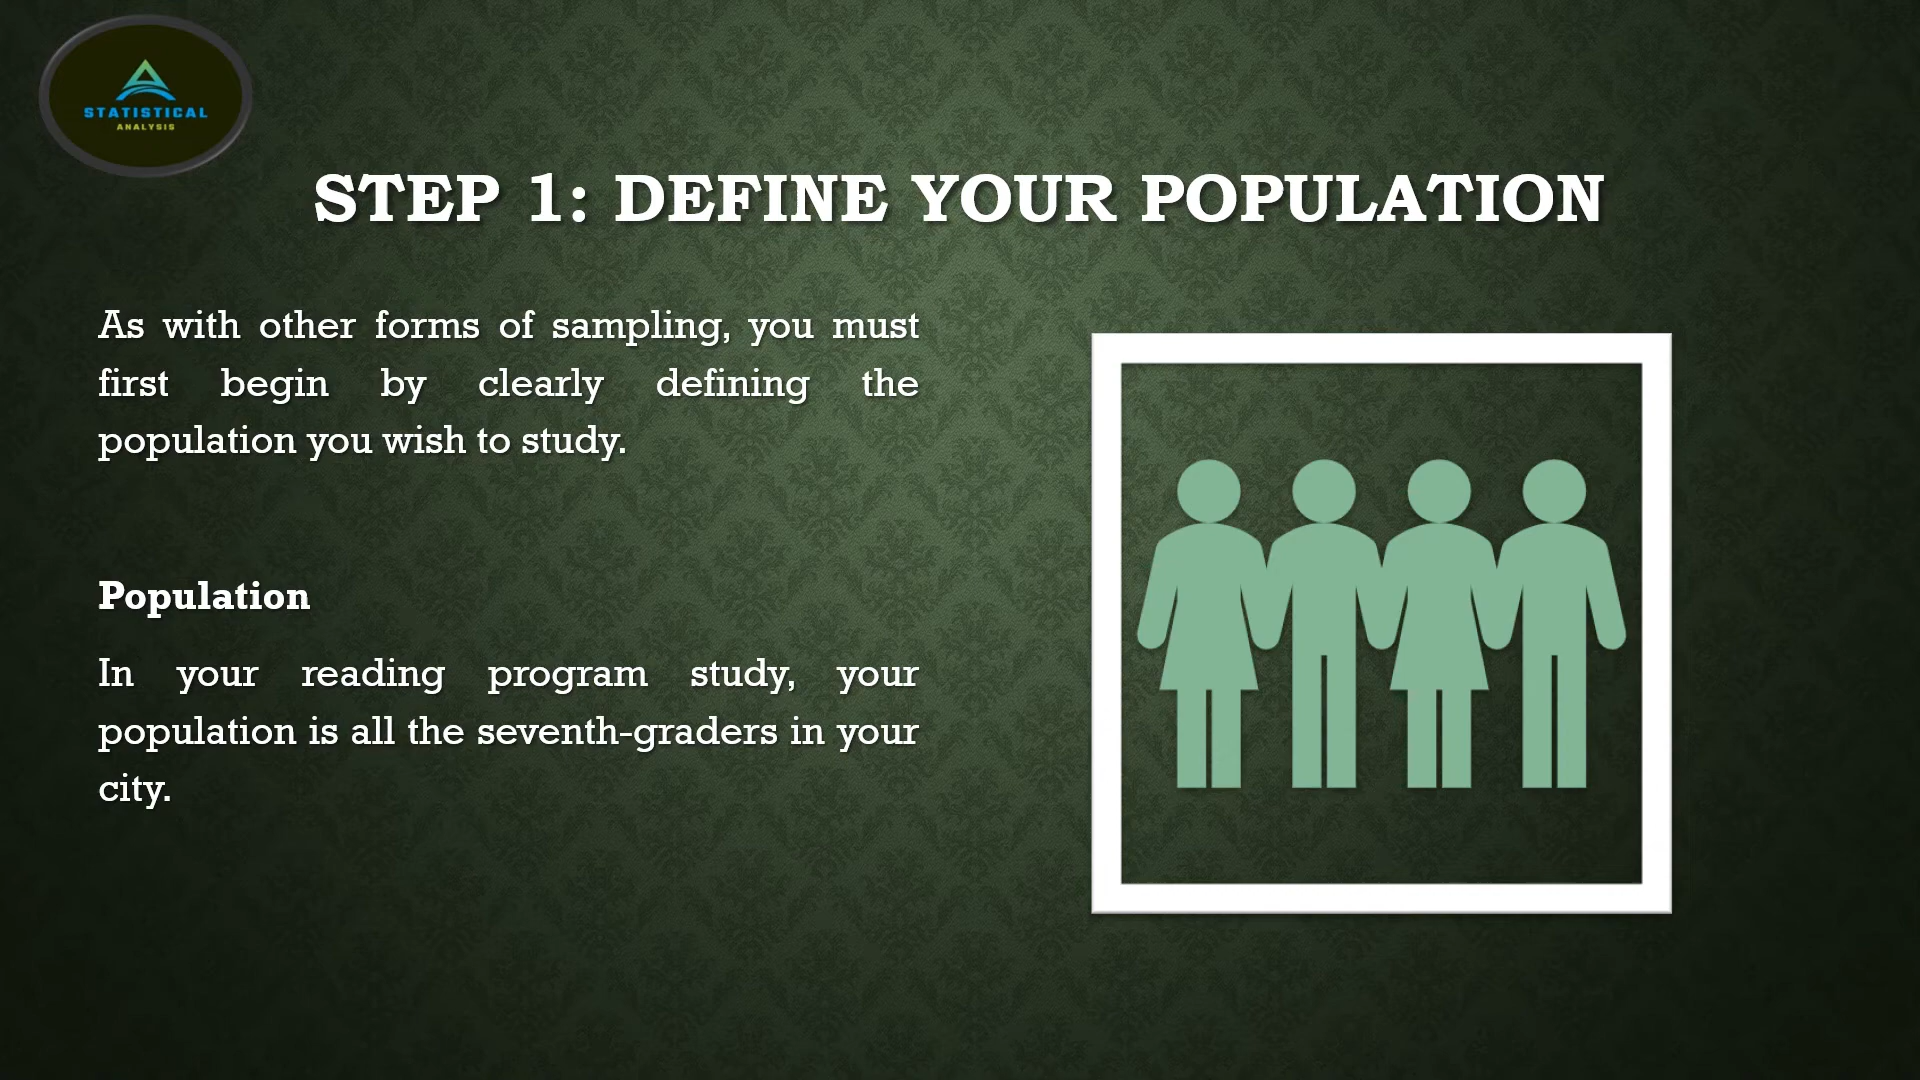 STATISTICAL
ANALYSIS
STEP 1: DEFINE YOUR POPULATION
As with other forms of sampling, you must
first begin by clearly defining the
population you wish to study.
Population
In your reading program study, your
population is all the seventh-graders in your
city.